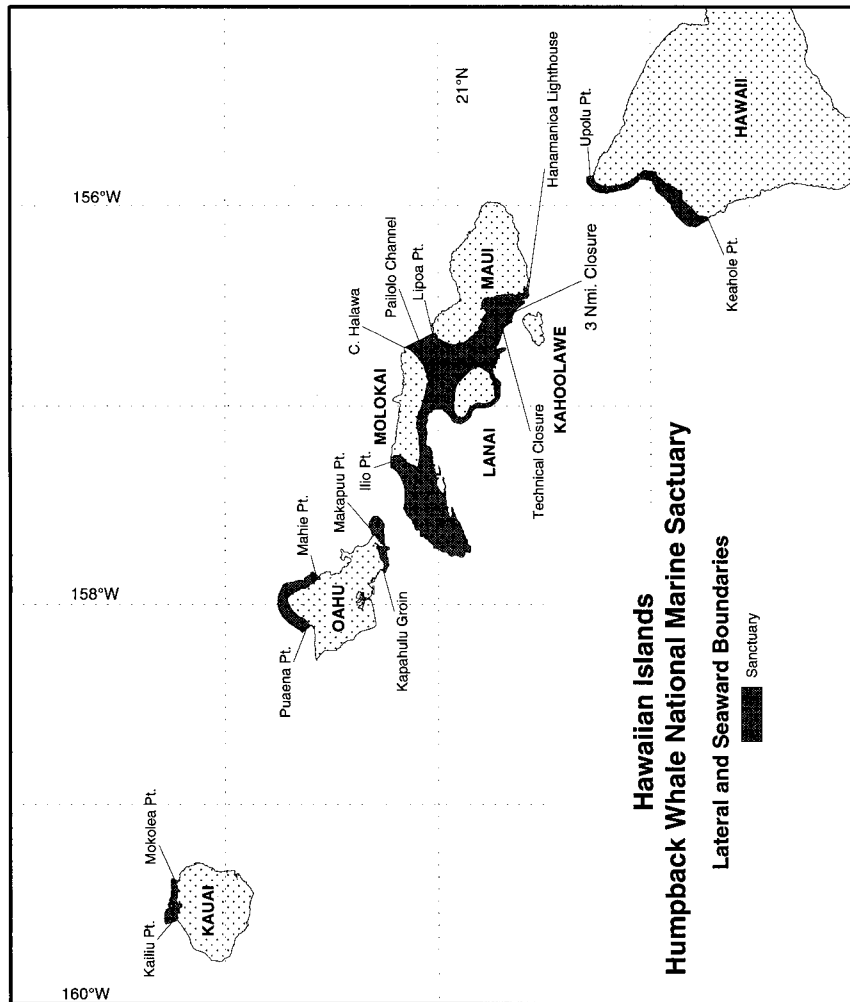 160°W
158°W
156°W
21°N
Kailiu Pt.
Mokolea Pt.
KAUAI
Puaena Pt.
Mahie Pt.
OAHU
Kapahulu Groin
Makapuu Pt.
Ilio Pt.
MOLOKAI
C. Halawa
Pailolo Channel
Lipoa Pt.
MAUI
LANAI
KAHOOLAWE
Technical Closure
3 Nmi. Closure
Hanamanioa Lighthouse
Upolu Pt.
HAWAII
Keahole Pt.
Hawaiian Islands
Humpback Whale National Marine Sactuary
Lateral and Seaward Boundaries
Sanctuary